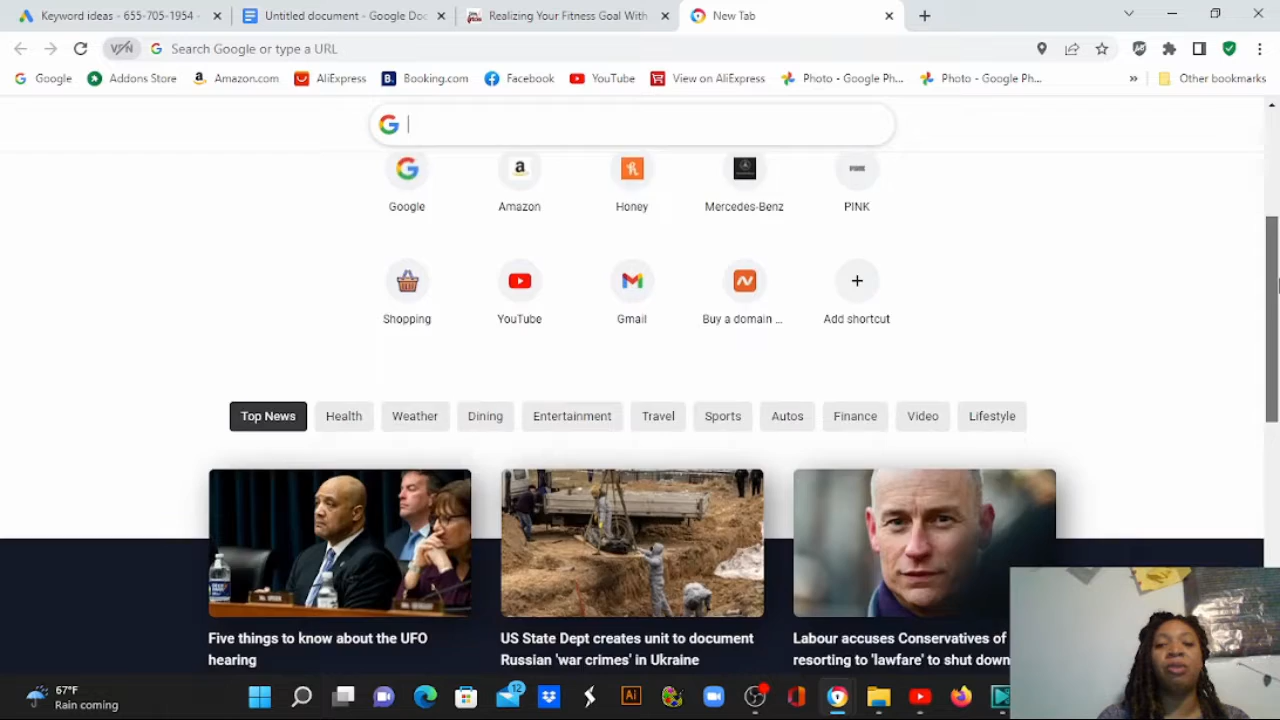 Keyword ideas - 655-705-1954 -
Untitled document - Google Doc
Realizing Your Fitness Goal With
New Tab
VPN
Search Google or type a URL
Google
Addons Store
Amazon.com
AliExpress
Booking.com
Facebook
YouTube
View on AliExpress
Photo - Google Ph...
Photo - Google Ph...
»
Other bookmarks
Google
Amazon
Honey
Mercedes-Benz
PINK
Shopping
YouTube
Gmail
Buy a domain ...
Add shortcut
Top News
Health
Weather
Dining
Entertainment
Travel
Sports
Autos
Finance
Video
Lifestyle
Five things to know about the UFO
hearing
US State Dept creates unit to document
Russian 'war crimes' in Ukraine
Labour accuses Conservatives of
resorting to 'lawfare' to shut down
67°F
Rain coming
12
Ai